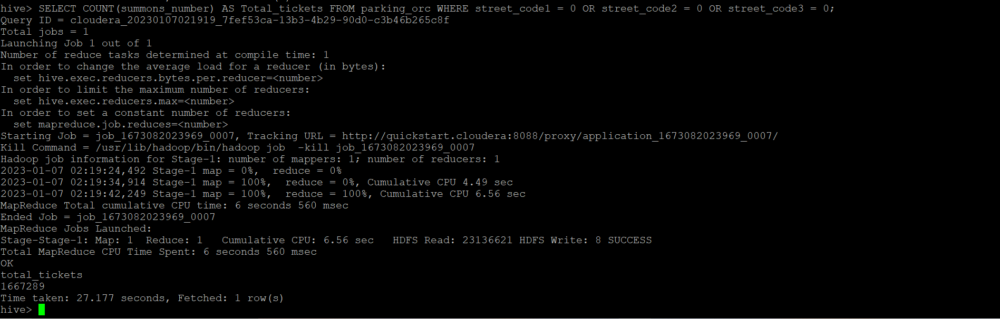 hive> SELECT COUNT(summons_number) AS Total_tickets FROM parking_orc WHERE street_code1 = 0 OR street_code2 = 0 OR street_code3 = 0;
Query ID = cloudera_20230107021919_7fef53ca-13b3-4b29-90d0-c3b46b265c8f
Total jobs = 1
Launching Job 1 out of 1
Number of reduce tasks determined at compile time: 1
In order to change the average load for a reducer (in bytes):
  set hive.exec.reducers.bytes.per.reducer=<number>
In order to limit the maximum number of reducers:
  set hive.exec.reducers.max=<number>
In order to set a constant number of reducers:
  set mapreduce.job.reduces=<number>
Starting Job = job_1673082023969_0007, Tracking URL = http://quickstart.cloudera:8088/proxy/application_1673082023969_0007/
Kill Command = /usr/lib/hadoop/bin/hadoop job  -kill job_1673082023969_0007
Hadoop job information for Stage-1: number of mappers: 1; number of reducers: 1
2023-01-07 02:19:24,492 Stage-1 map = 0%,  reduce = 0%
2023-01-07 02:19:34,914 Stage-1 map = 100%,  reduce = 0%, Cumulative CPU 4.49 sec
2023-01-07 02:19:42,249 Stage-1 map = 100%,  reduce = 100%, Cumulative CPU 6.56 sec
MapReduce Total cumulative CPU time: 6 seconds 560 msec
Ended Job = job_1673082023969_0007
MapReduce Jobs Launched:
Stage-Stage-1: Map: 1  Reduce: 1   Cumulative CPU: 6.56 sec   HDFS Read: 23136621 HDFS Write: 8 SUCCESS
Total MapReduce CPU Time Spent: 6 seconds 560 msec
OK
total_tickets
1667289
Time taken: 27.177 seconds, Fetched: 1 row(s)
hive>